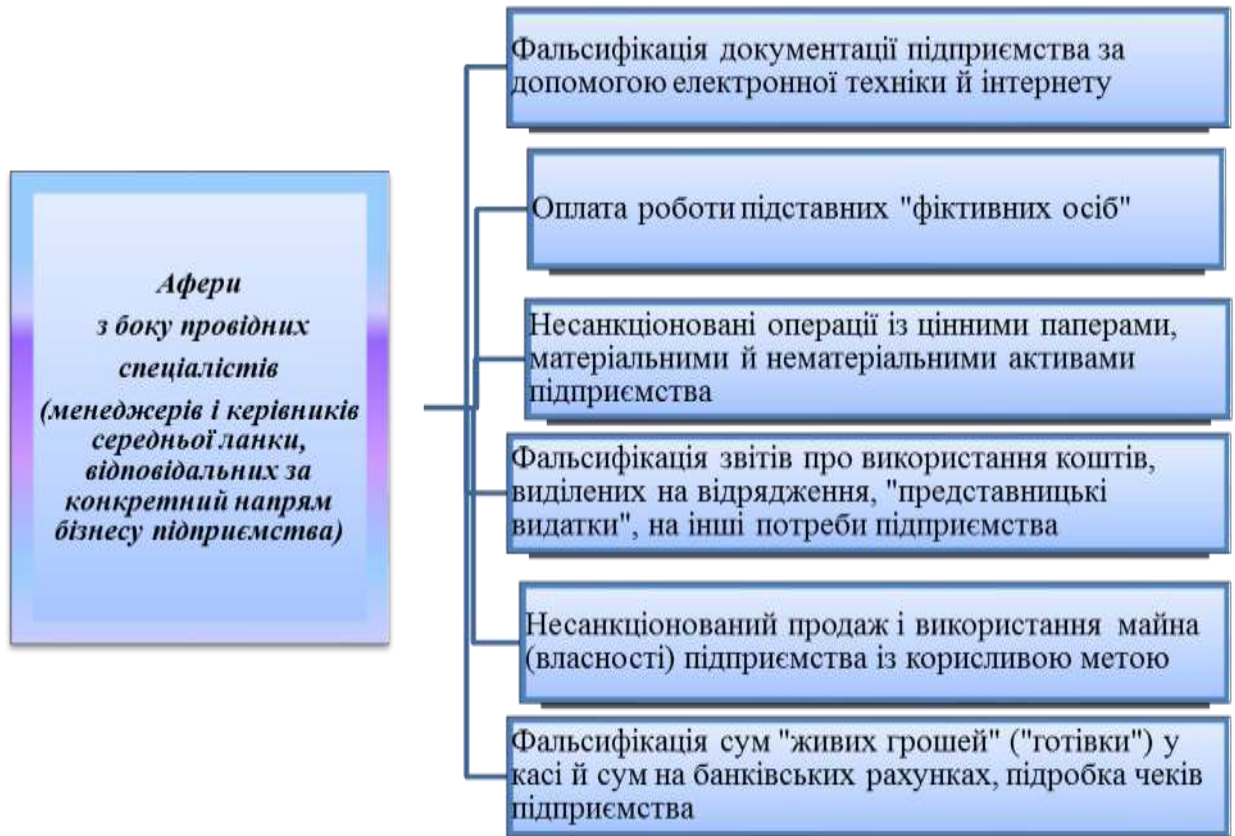 Афери
з боку провідних
спеціалістів
(менеджерів і керівників
середньої ланки,
відповідальних за
конкретний напрям
бізнесу підприємства)
Фальсифікація документації підприємства за
допомогою електронної техніки й інтернету
Оплата роботи підставних "фіктивних осіб"
Несанкціоновані операції із цінними паперами,
матеріальними й нематеріальними активами
підприємства
Фальсифікація звітів про використання коштів,
виділених на відрядження, "представницькі
видатки", на інші потреби підприємства
Несанкціонований продаж і використання майна
(власності) підприємства із корисливою метою
Фальсифікація сум "живих грошей" ("готівки") у
касі й сум на банківських рахунках, підробка чеків
підприємства